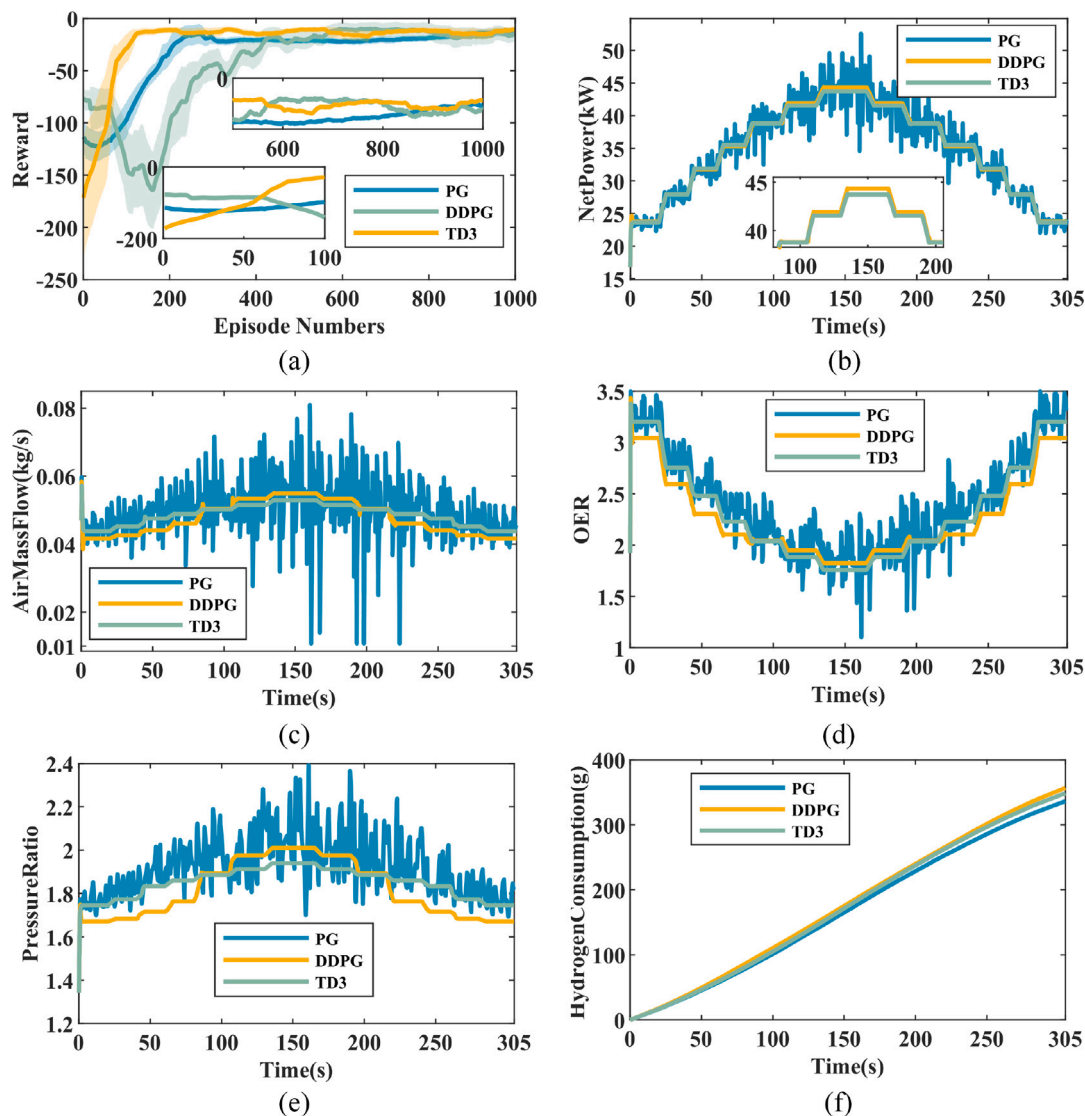 0
-50
-100
-150
-200
-250
Reward
0
600
800
1000
0
-200
0
50
100
PG
DDPG
TD3
0
200
400
600
800
1000
Episode Numbers
(a)
50
45
40
35
30
25
20
15
NetPower(kW)
PG
DDPG
TD3
45
40
100
150
200
0
50
100
150
200
250
305
Time(s)
(b)
0.08
0.06
0.04
0.02
0.01
AirMassFlow(kg/s)
PG
DDPG
TD3
0
50
100
150
200
250
305
Time(s)
(c)
3.5
3
2.5
2
1.5
1
OER
PG
DDPG
TD3
0
50
100
150
200
250
305
Time(s)
(d)
2.4
2.2
2
1.8
1.6
1.4
1.2
PressureRatio
PG
DDPG
TD3
0
50
100
150
200
250
305
Time(s)
(e)
400
300
200
100
0
HydrogenConsumption(g)
PG
DDPG
TD3
0
50
100
150
200
250
305
Time(s)
(f)